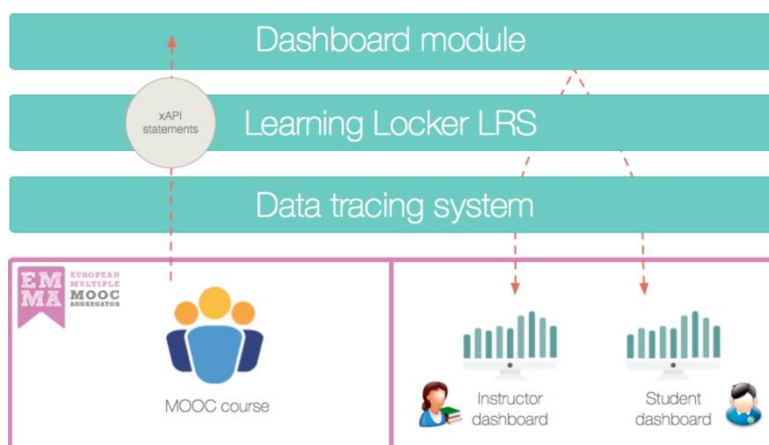 Dashboard module
xAPI
statements
Learning Locker LRS
Data tracing system
EM
MA
EUROPEAN
MULTIPLE
MOOC
AGGREGATOR
MOOC course
Instructor
dashboard
Student
dashboard